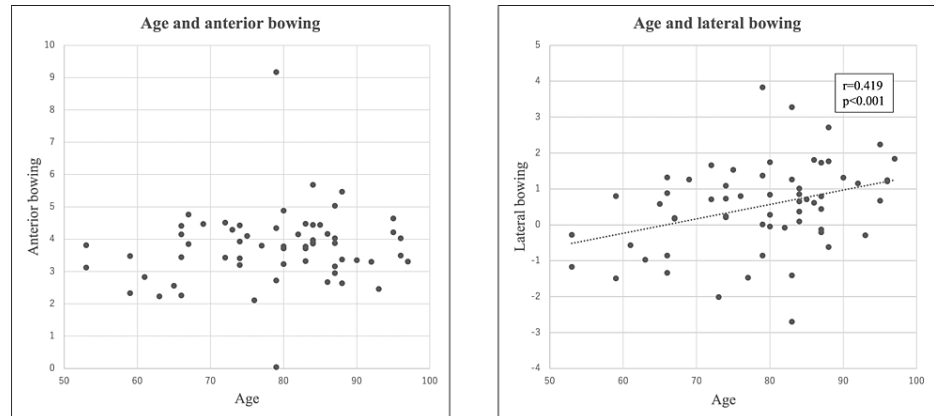 Age and anterior bowing
10
9
8
7
6
5
4
3
2
1
0
Anterior bowing
50 60 70 80 90 100
Age
Age and lateral bowing
5
4
3
2
1
0
-1
-2
-3
-4
Lateral bowing
r=0.419
p<0.001
50 60 70 80 90 100
Age